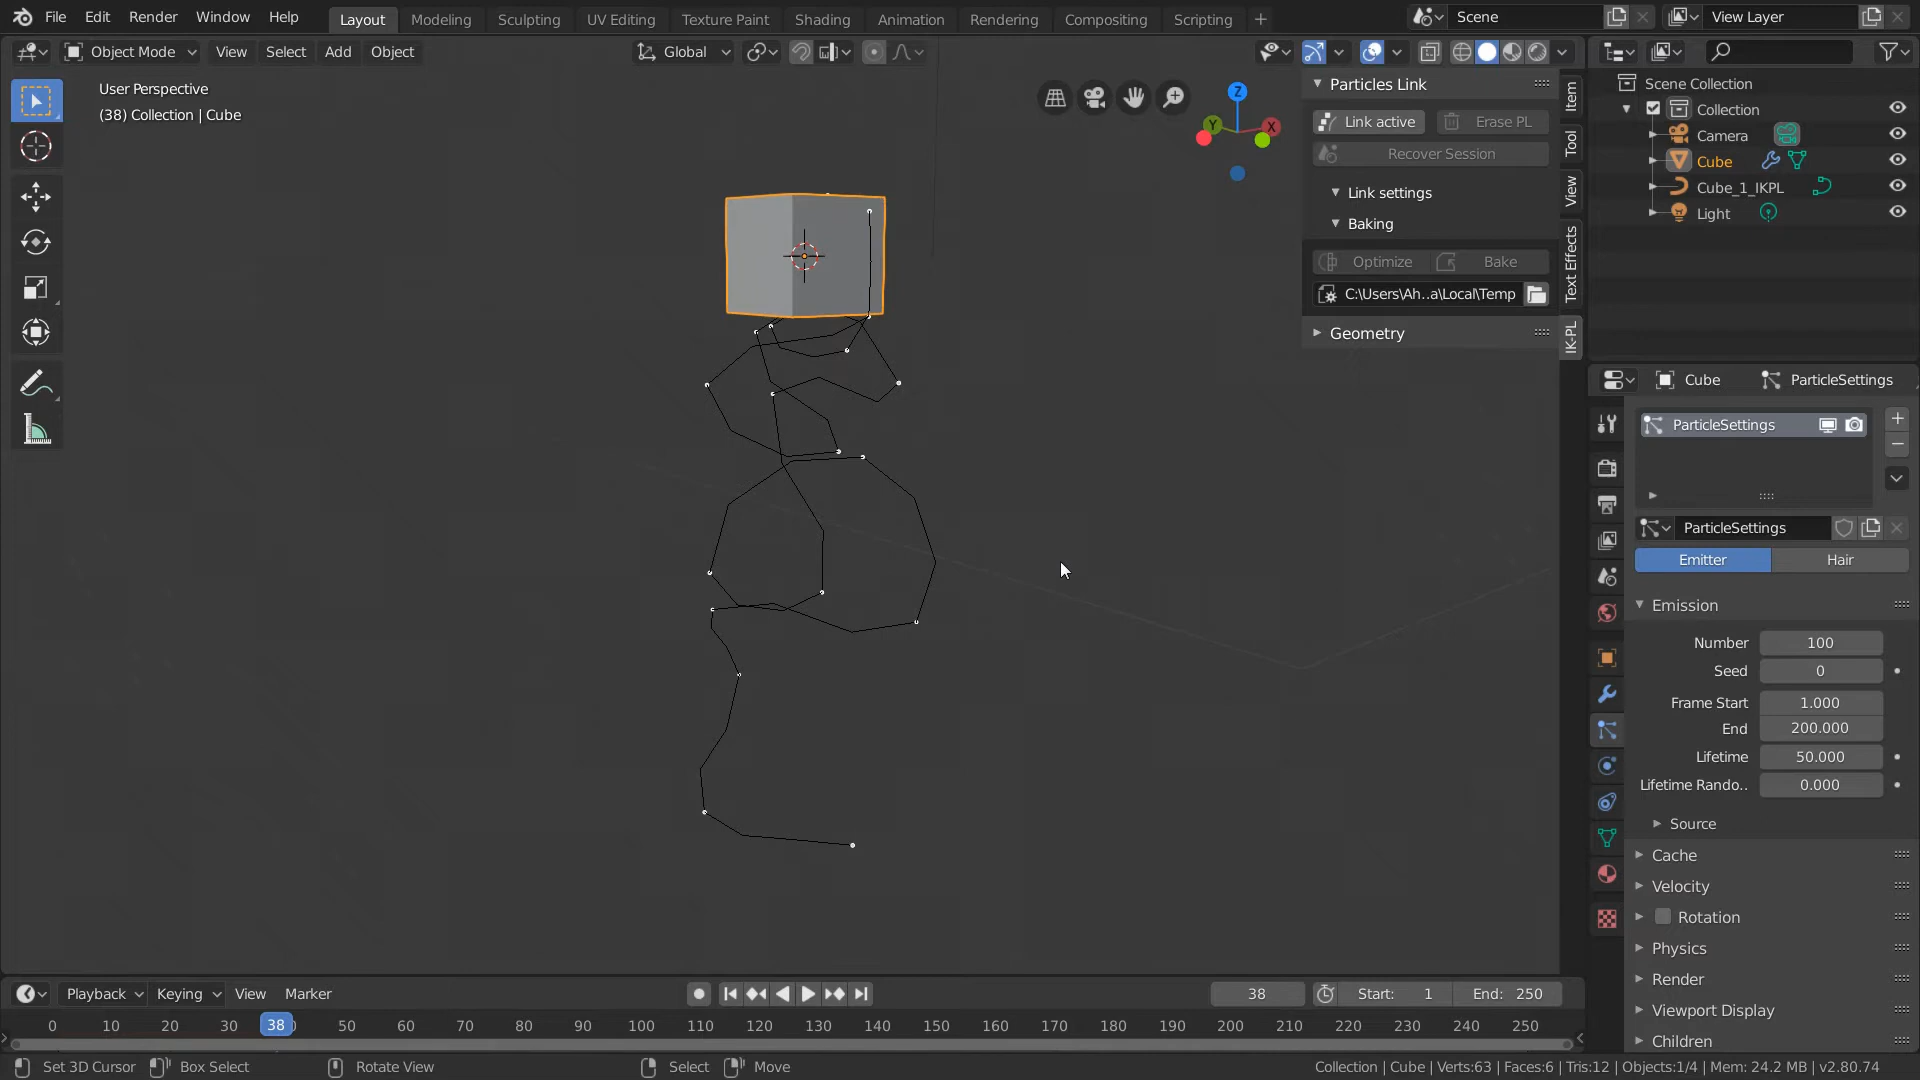 File Edit Render Window Help Layout Modeling Sculpting UV Editing Texture Paint Shading Animation Rendering Compositing Scripting + Scene View Layer
Object Mode View Select Add Object Global
User Perspective
(38) Collection | Cube
Z
Y
X
Particles Link
Link active Erase PL
Recover Session
Link settings
Baking
Optimize Bake
C:\Users\Ah..a\Local\Temp
Geometry
Item
Tool
View
Text Effects
IK-PL
Scene Collection
Collection
Camera
Cube
Cube_1_IKPL
Light
Cube ParticleSettings
ParticleSettings
ParticleSettings
Emitter Hair
Emission
Number 100
Seed 0
Frame Start 1.000
End 200.000
Lifetime 50.000
Lifetime Rando.. 0.000
Source
Cache
Velocity
Rotation
Physics
Render
Viewport Display
Children
Playback Keying View Marker 38 Start: 1 End: 250
0 10 20 30 38 50 60 70 80 90 100 110 120 130 140 150 160 170 180 190 200 210 220 230 240 250
Set 3D Cursor Box Select Rotate View Select Move Collection | Cube | Verts:63 | Faces:6 | Tris:12 | Objects:1/4 | Mem: 24.2 MB | v2.80.74